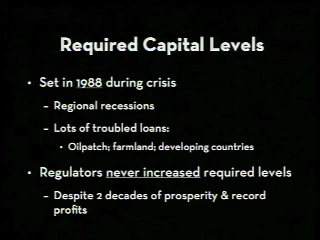 Required Capital Levels
• Set in 1988 during crisis
– Regional recessions
– Lots of troubled loans:
• Oilpatch; farmland; developing countries
• Regulators never increased required levels
– Despite 2 decades of prosperity & record
profits